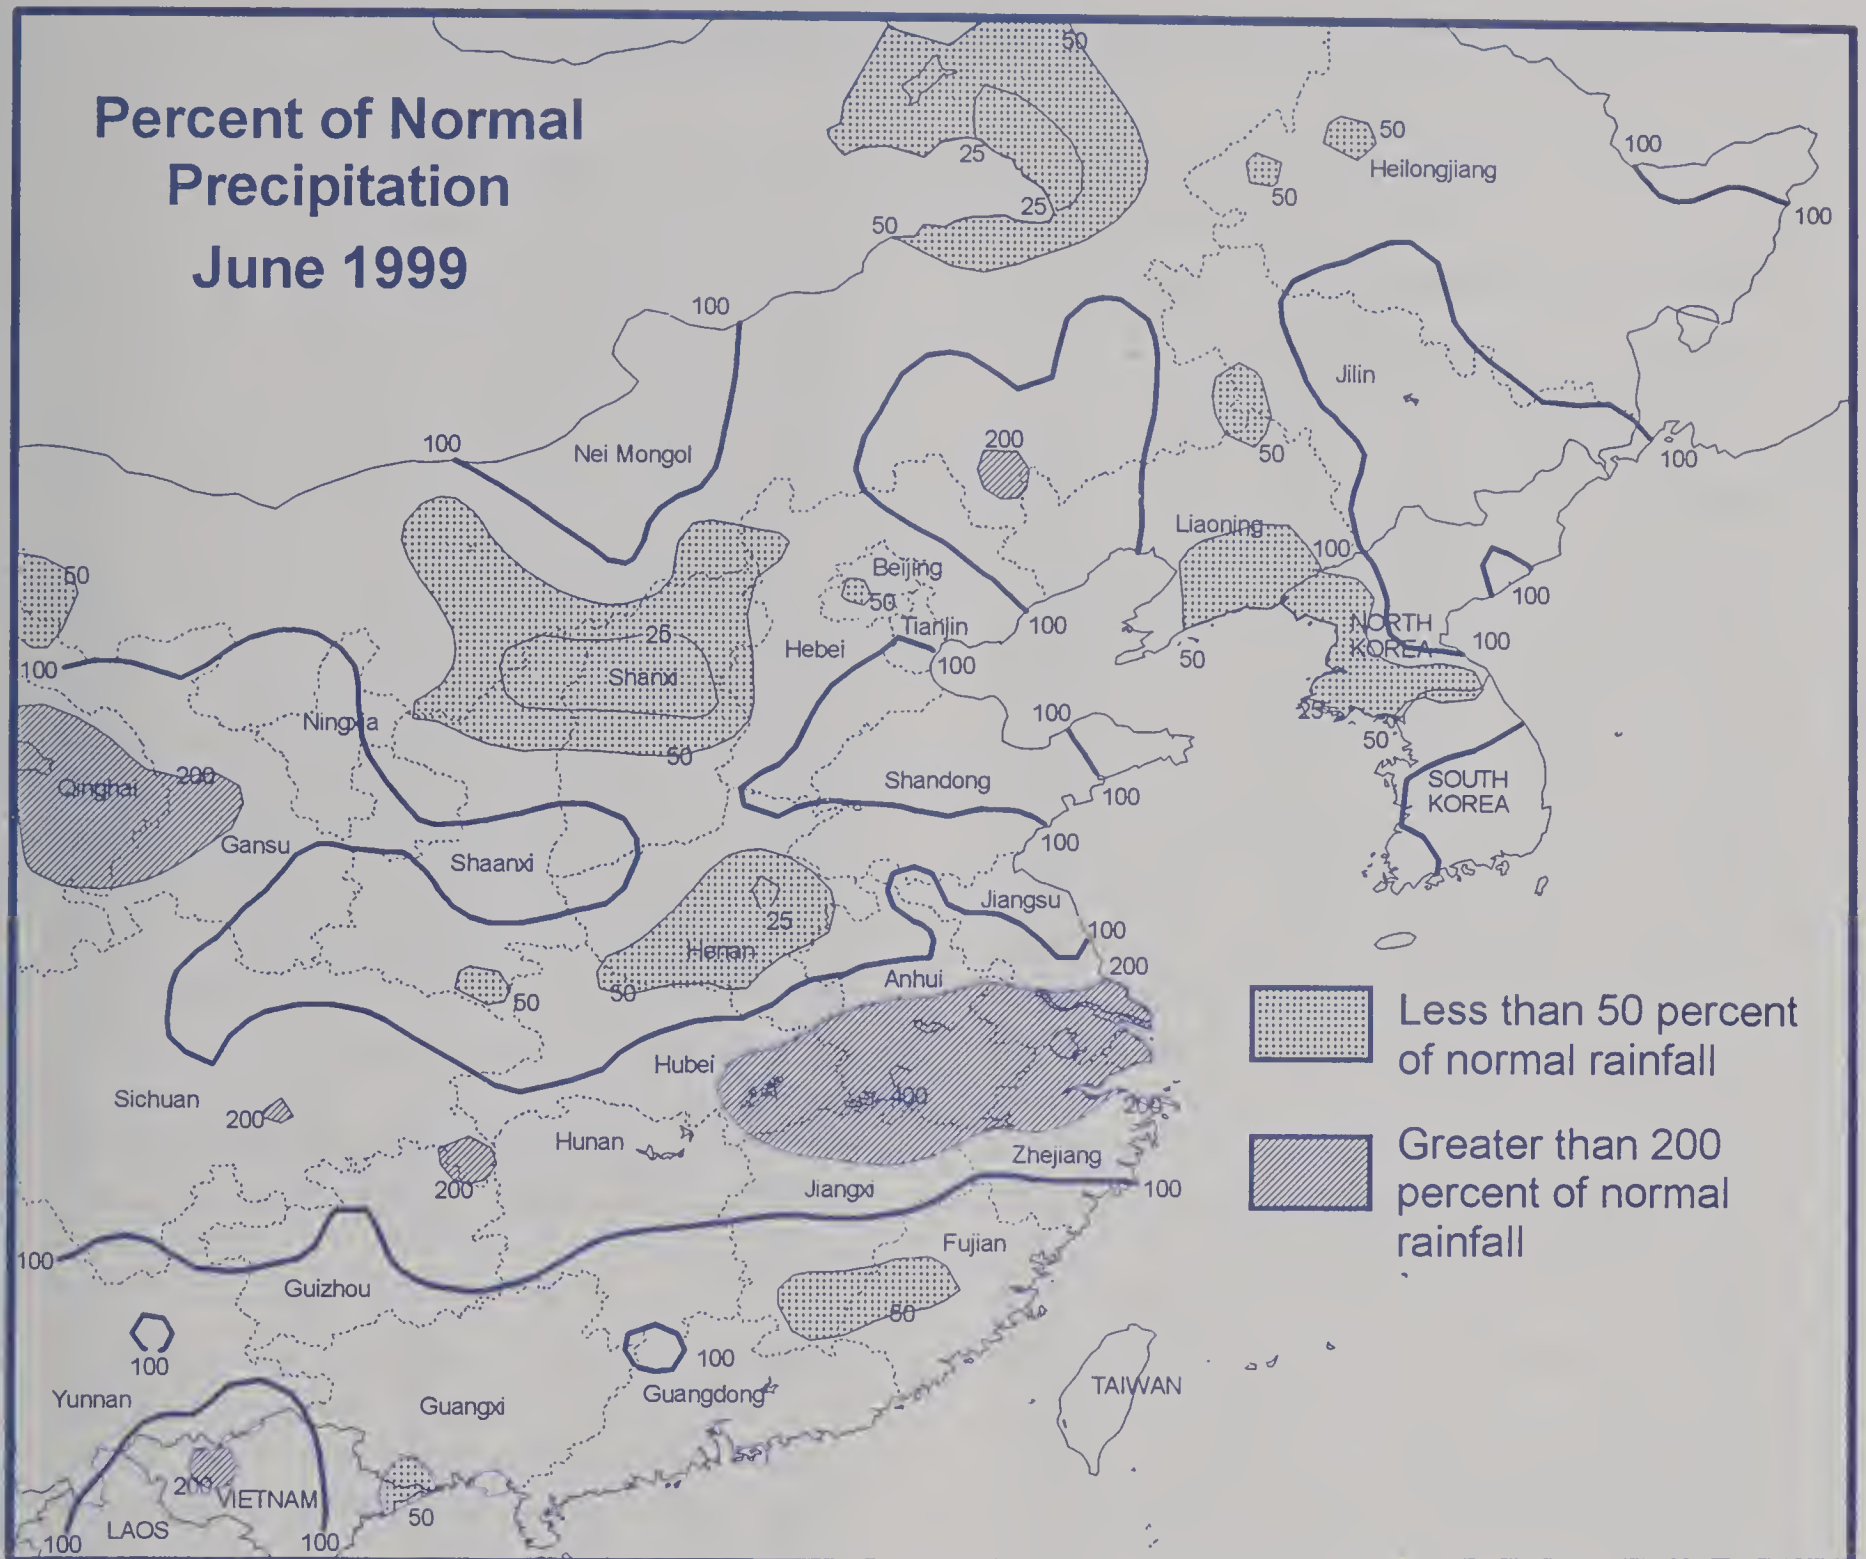 Percent of Normal
Precipitation
June 1999
50
50
Heilongjiang
100
25
50
25
50
100
100
100
Jilin
200
Nei Mongol
100
50
100
Liaoning
100
50
Beijing
50
100
25
Tianjin
100
NORTH
KOREA
100
Hebei
100
50
100
Shanxi
25
100
Ningxia
50
50
200
Qinghai
Shandong
100
SOUTH
KOREA
100
Gansu
Shaanxi
Jiangsu
25
100
Henan
200
Anhui
50
50
Less than 50 percent
of normal rainfall
Hubei
Sichuan
400
200
200
Hunan
Zhejiang
Greater than 200
percent of normal
rainfall
200
Jiangxi
100
Fujian
100
Guizhou
50
100
100
Guangdong
TAIWAN
Yunnan
Guangxi
200
VIETNAM
50
LAOS
100
100